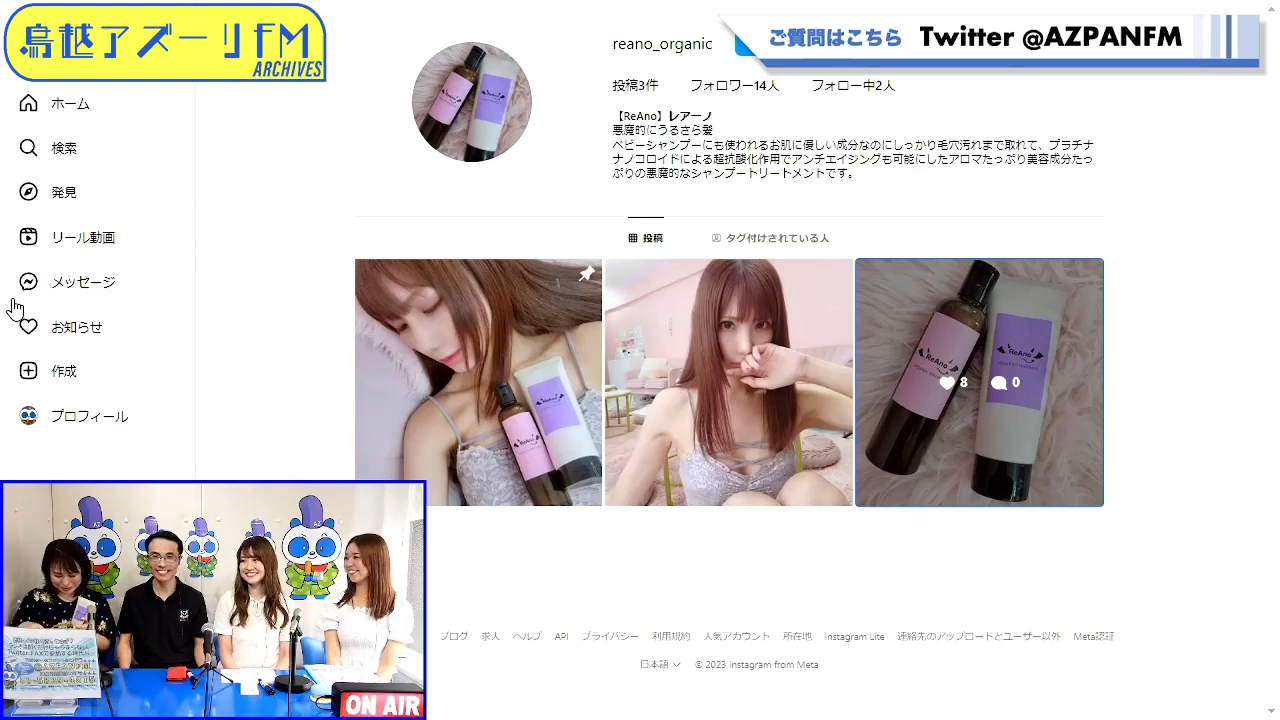 鳥越アズーリFM
ARCHIVES
ご質問はこちら Twitter @AZPANFM
reano_organic
投稿3件 フォロワー14人 フォロー中2人
【ReAno】レアーノ
悪魔的にうるさら髪
ベビーシャンプーにも使われるお肌に優しい成分なのにしっかり毛穴汚れまで取れて、プラチナ
ナノコロイドによる超抗酸化作用でアンチエイジングも可能にしたアロマたっぷり美容成分たっ
ぷりの悪魔的なシャンプートリートメントです。
ホーム
検索
発見
リール動画
メッセージ
お知らせ
作成
プロフィール
投稿 タグ付けされている人
ReAno
ReAno
ReAno
ReAno
8 0
AZ
AZ
ON AIR
ブログ 求人 ヘルプ API プライバシー 利用規約 人気アカウント 所在地 Instagram Lite 連絡先のアップロードとユーザー以外 Meta認証
日本語 © 2023 Instagram from Meta